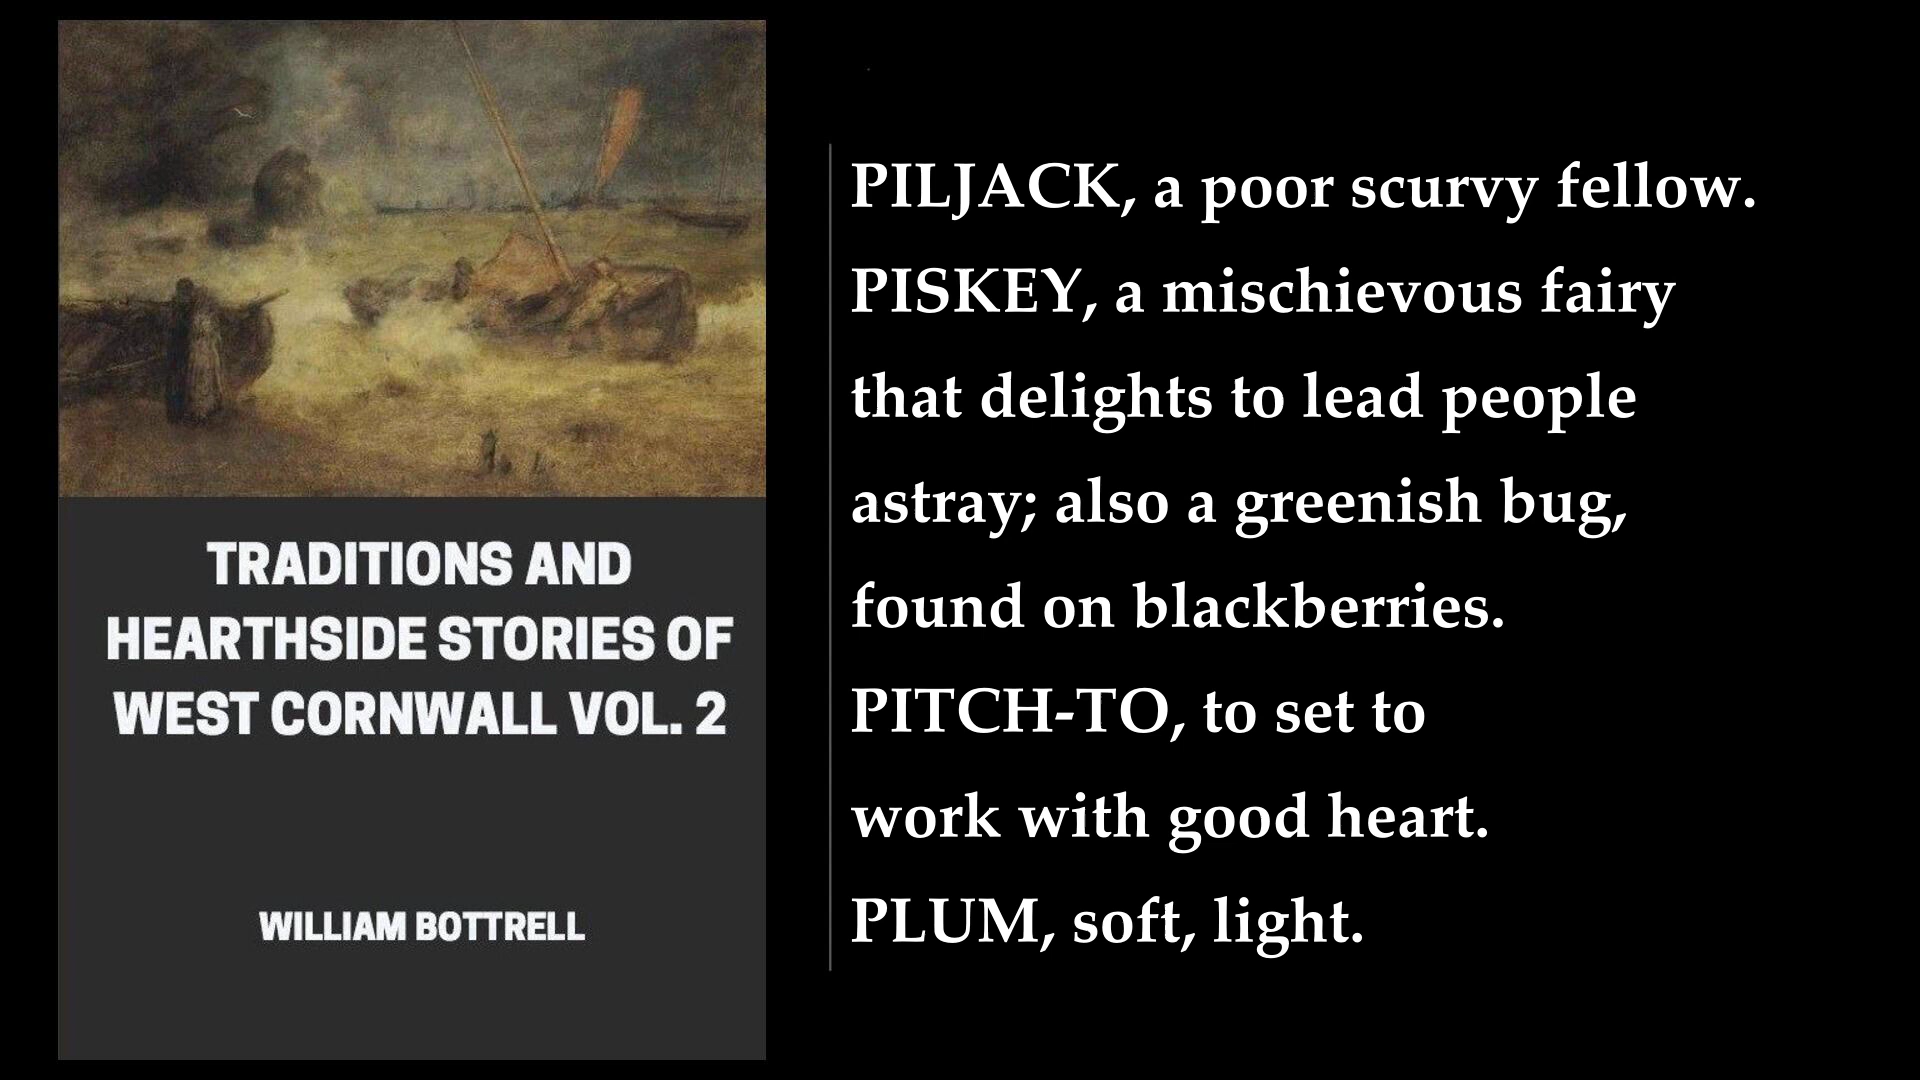 TRADITIONS AND
HEARTHSIDE STORIES OF
WEST CORNWALL VOL. 2
WILLIAM BOTTRELL
PILJACK, a poor scurvy fellow.
PISKEY, a mischievous fairy
that delights to lead people
astray; also a greenish bug,
found on blackberries.
PITCH-TO, to set to
work with good heart.
PLUM, soft, light.